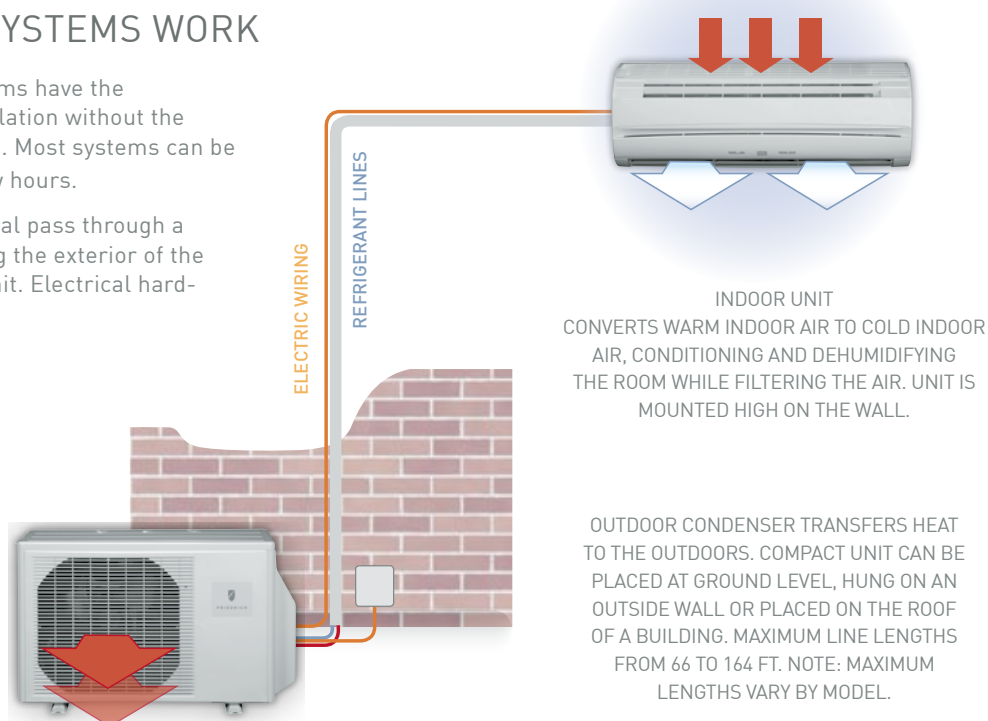 YSTEMS WORK
ms have the
lation without the
. Most systems can be
w hours.
al pass through a
g the exterior of the
nit. Electrical hard-
ELECTRIC WIRING
REFRIGERANT LINES
INDOOR UNIT
CONVERTS WARM INDOOR AIR TO COLD INDOOR
AIR, CONDITIONING AND DEHUMIDIFYING
THE ROOM WHILE FILTERING THE AIR. UNIT IS
MOUNTED HIGH ON THE WALL.
OUTDOOR CONDENSER TRANSFERS HEAT
TO THE OUTDOORS. COMPACT UNIT CAN BE
PLACED AT GROUND LEVEL, HUNG ON AN
OUTSIDE WALL OR PLACED ON THE ROOF
OF A BUILDING. MAXIMUM LINE LENGTHS
FROM 66 TO 164 FT. NOTE: MAXIMUM
LENGTHS VARY BY MODEL.
FRIEDRICH